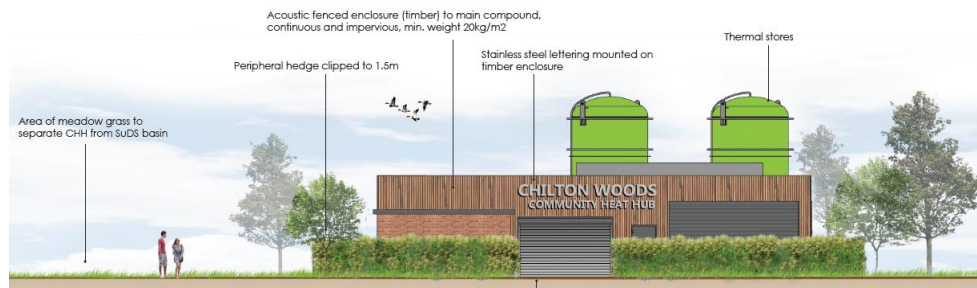 Acoustic fenced enclosure (timber) to main compound,
continuous and impervious, min. weight 20kg/m2
Thermal stores
Stainless steel lettering mounted on
timber enclosure
Peripheral hedge clipped to 1.5m
Area of meadow grass to
separate CHH from SuDS basin
CHILTON WOODS
COMMUNITY HEAT HUB